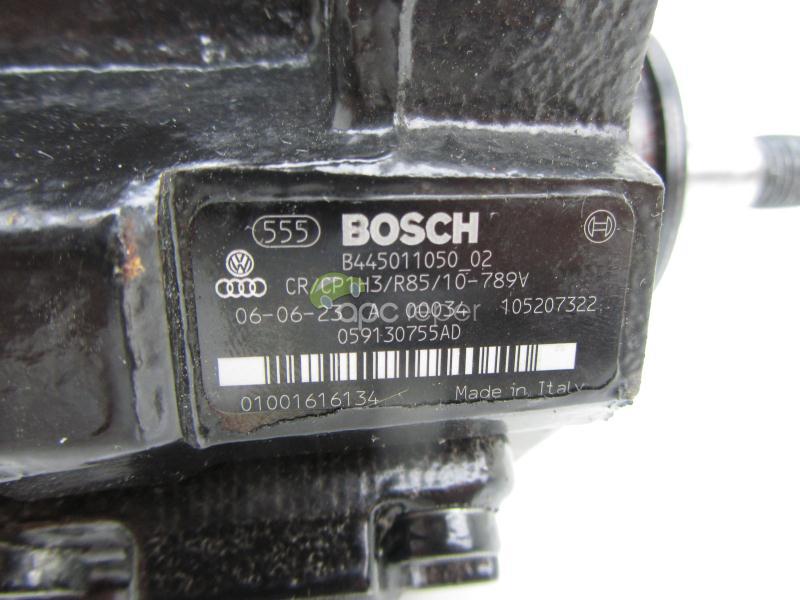 555 BOSCH
B445011050_02
CR/CP1H3/R85/10-789V
06-06-23 A 00034 105207322
059130755AD
01001616134 Made in Italy